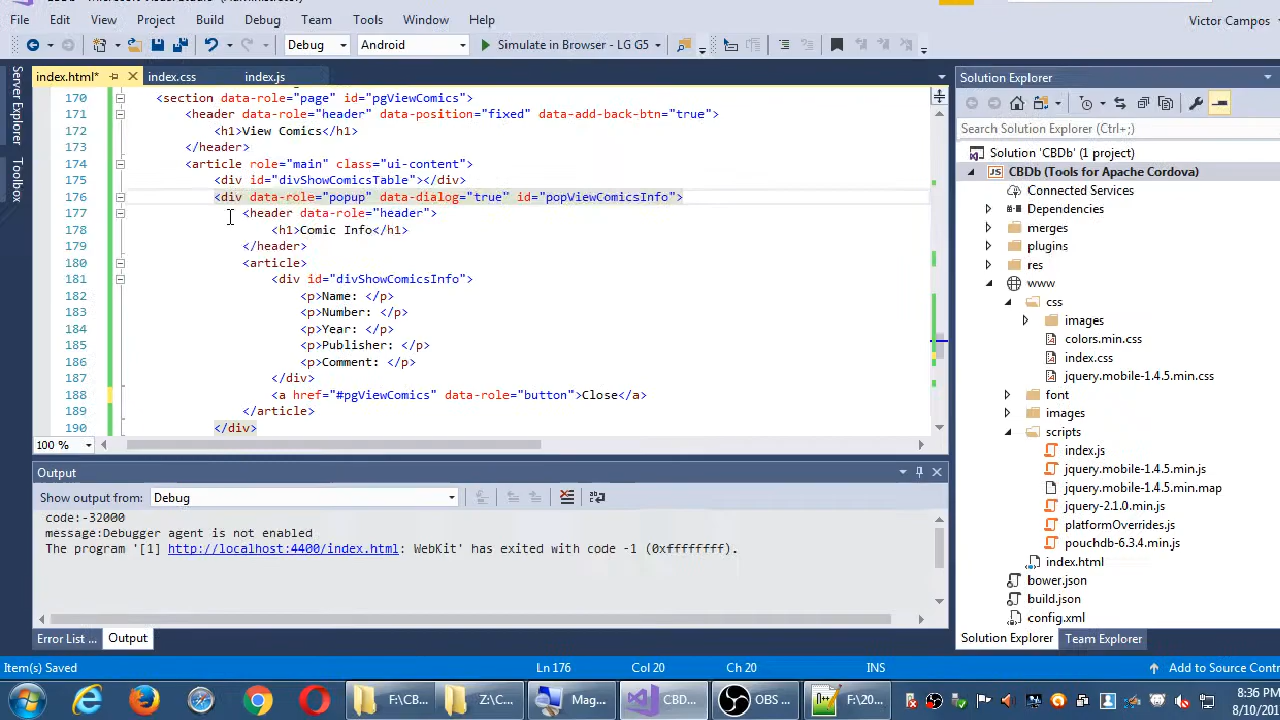 Victor Campos
File Edit View Project Build Debug Team Tools Window Help
Debug Android Simulate in Browser - LG G5
index.html* index.css index.js
Server Explorer
Toolbox
170 <section data-role="page" id="pgViewComics">
171 <header data-role="header" data-position="fixed" data-add-back-btn="true">
172 <h1>View Comics</h1>
173 </header>
174 <article role="main" class="ui-content">
175 <div id="divShowComicsTable"></div>
176 <div data-role="popup" data-dialog="true" id="popViewComicsInfo">
177 <header data-role="header">
178 <h1>Comic Info</h1>
179 </header>
180 <article>
181 <div id="divShowComicsInfo">
182 <p>Name: </p>
183 <p>Number: </p>
184 <p>Year: </p>
185 <p>Publisher: </p>
186 <p>Comment: </p>
187 </div>
188 <a href="#pgViewComics" data-role="button">Close</a>
189 </article>
190 </div>
100 %
Output
Show output from: Debug
code:-32000
message:Debugger agent is not enabled
The program '[1] http://localhost:4400/index.html: WebKit' has exited with code -1 (0xffffffff).
Error List ... Output
Solution Explorer
Search Solution Explorer (Ctrl+;)
Solution 'CBDb' (1 project)
JS CBDb (Tools for Apache Cordova)
Connected Services
Dependencies
merges
plugins
res
www
css
images
colors.min.css
index.css
jquery.mobile-1.4.5.min.css
font
images
scripts
index.js
jquery.mobile-1.4.5.min.js
jquery.mobile-1.4.5.min.map
jquery-2.1.0.min.js
platformOverrides.js
pouchdb-6.3.4.min.js
index.html
bower.json
build.json
config.xml
Solution Explorer Team Explorer
Item(s) Saved Ln 176 Col 20 Ch 20 INS Add to Source Contr
F:\CB... Z:\C... Mag... CBD... OBS ... F:\20...
8:36 PM
8/10/201